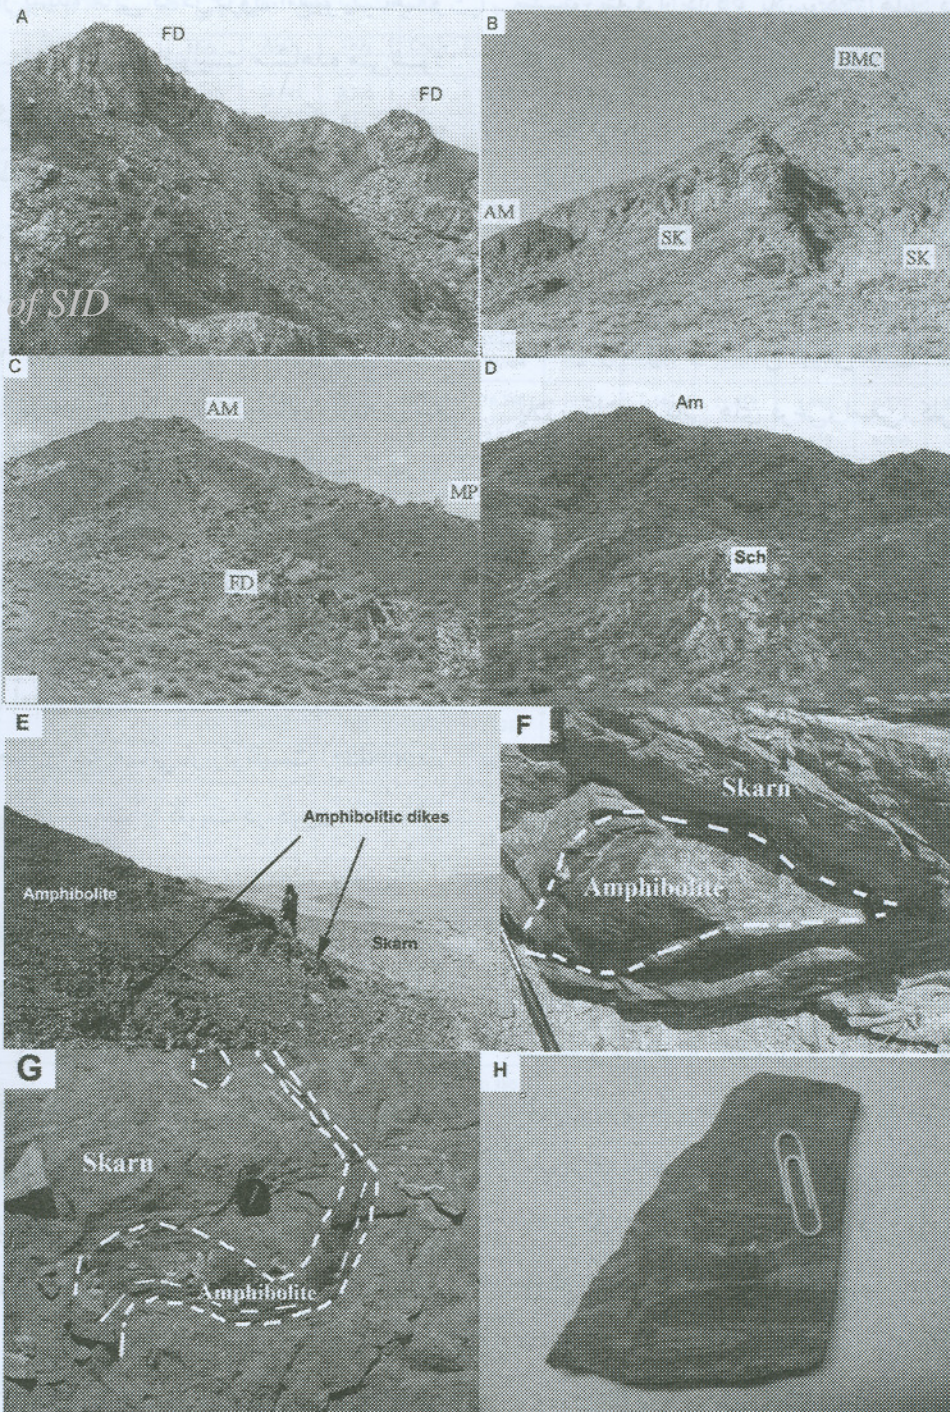 A
FD
FD
of SID
B
BMC
AM
SK
SK
C
AM
MP
FD
D
Am
Sch
E
Amphibolitic dikes
Amphibolite
Skarn
F
Skarn
Amphibolite
G
Skarn
Amphibolite
H